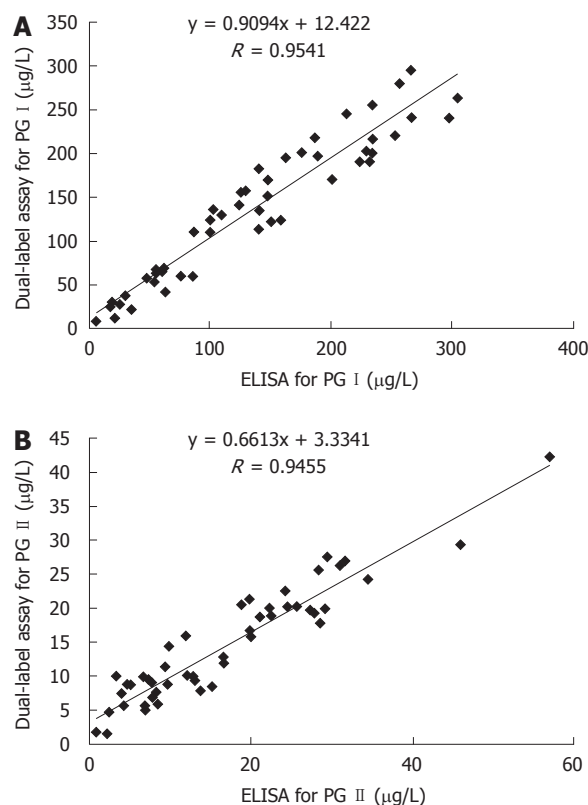 A
y = 0.9094x + 12.422
R = 0.9541
Dual-label assay for PG Ⅰ (μg/L)
350
300
250
200
150
100
50
0
0 100 200 300 400
ELISA for PG Ⅰ (μg/L)
B
y = 0.6613x + 3.3341
R = 0.9455
Dual-label assay for PG Ⅱ (μg/L)
45
40
35
30
25
20
15
10
5
0
0 20 40 60
ELISA for PG Ⅱ (μg/L)